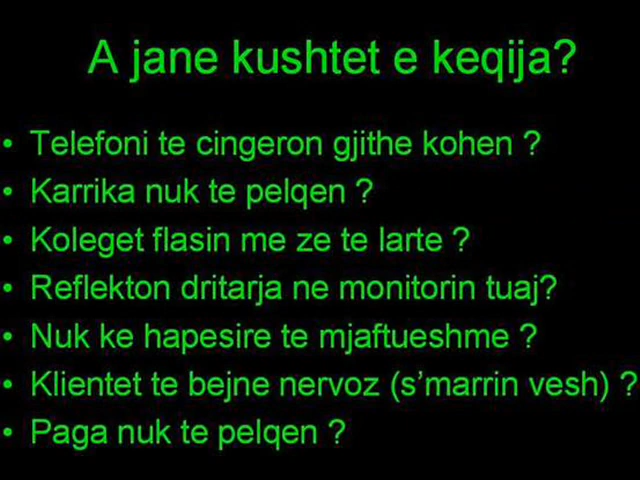 A jane kushtet e keqija?
• Telefoni te cingeron gjithe kohen ?
• Karrika nuk te pelqen ?
• Koleget flasin me ze te larte ?
• Reflekton dritarja ne monitorin tuaj?
• Nuk ke hapesire te mjaftueshme ?
• Klientet te bejne nervoz (s’marrin vesh) ?
• Paga nuk te pelqen ?